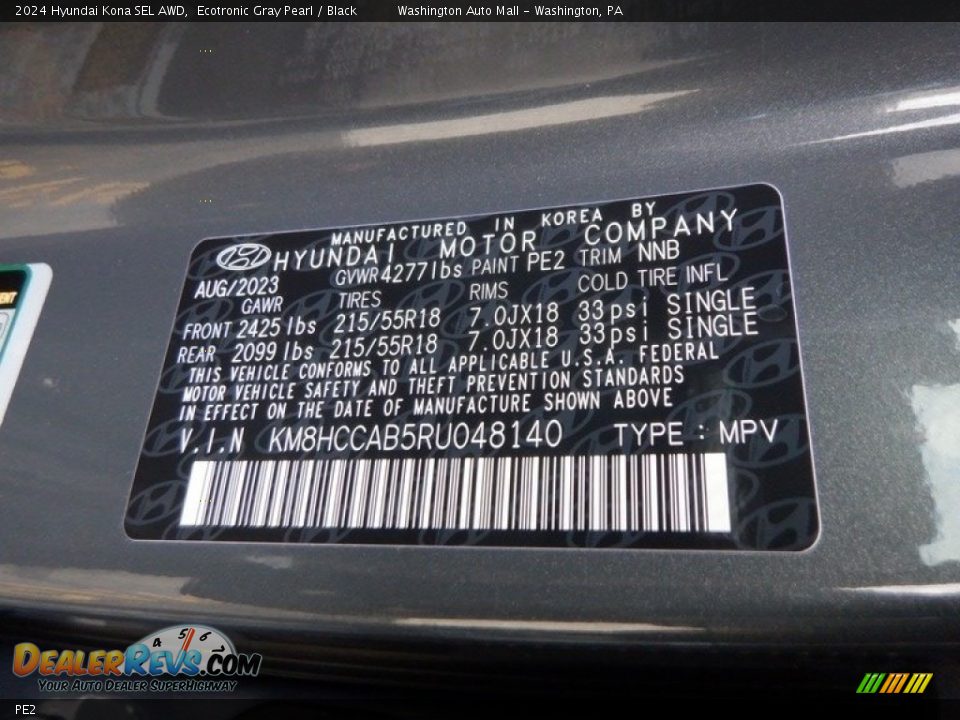 2024 Hyundai Kona SEL AWD, Ecotronic Gray Pearl / Black Washington Auto Mall - Washington, PA
MANUFACTURED IN KOREA BY
HYUNDAI MOTOR COMPANY
AUG/2023 GVWR 4277lbs PAINT PE2 TRIM NNB
GAWR TIRES RIMS COLD TIRE INFL
FRONT 2425 lbs 215/55R18 7.0JX18 33psi SINGLE
REAR 2099 lbs 215/55R18 7.0JX18 33psi SINGLE
THIS VEHICLE CONFORMS TO ALL APPLICABLE U.S.A. FEDERAL
MOTOR VEHICLE SAFETY AND THEFT PREVENTION STANDARDS
IN EFFECT ON THE DATE OF MANUFACTURE SHOWN ABOVE
V.I.N KM8HCCAB5RU048140 TYPE : MPV
4 5 6
DEALERREVS.COM
YOUR AUTO DEALER SUPERHIGHWAY
PE2